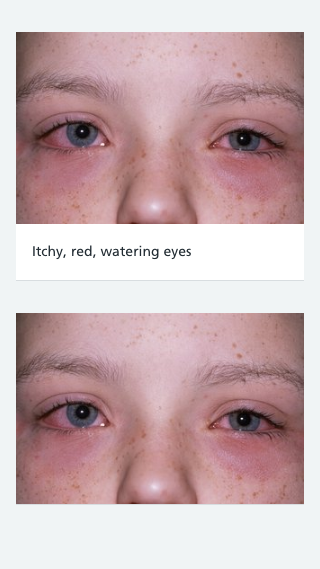 Itchy, red, watering eyes